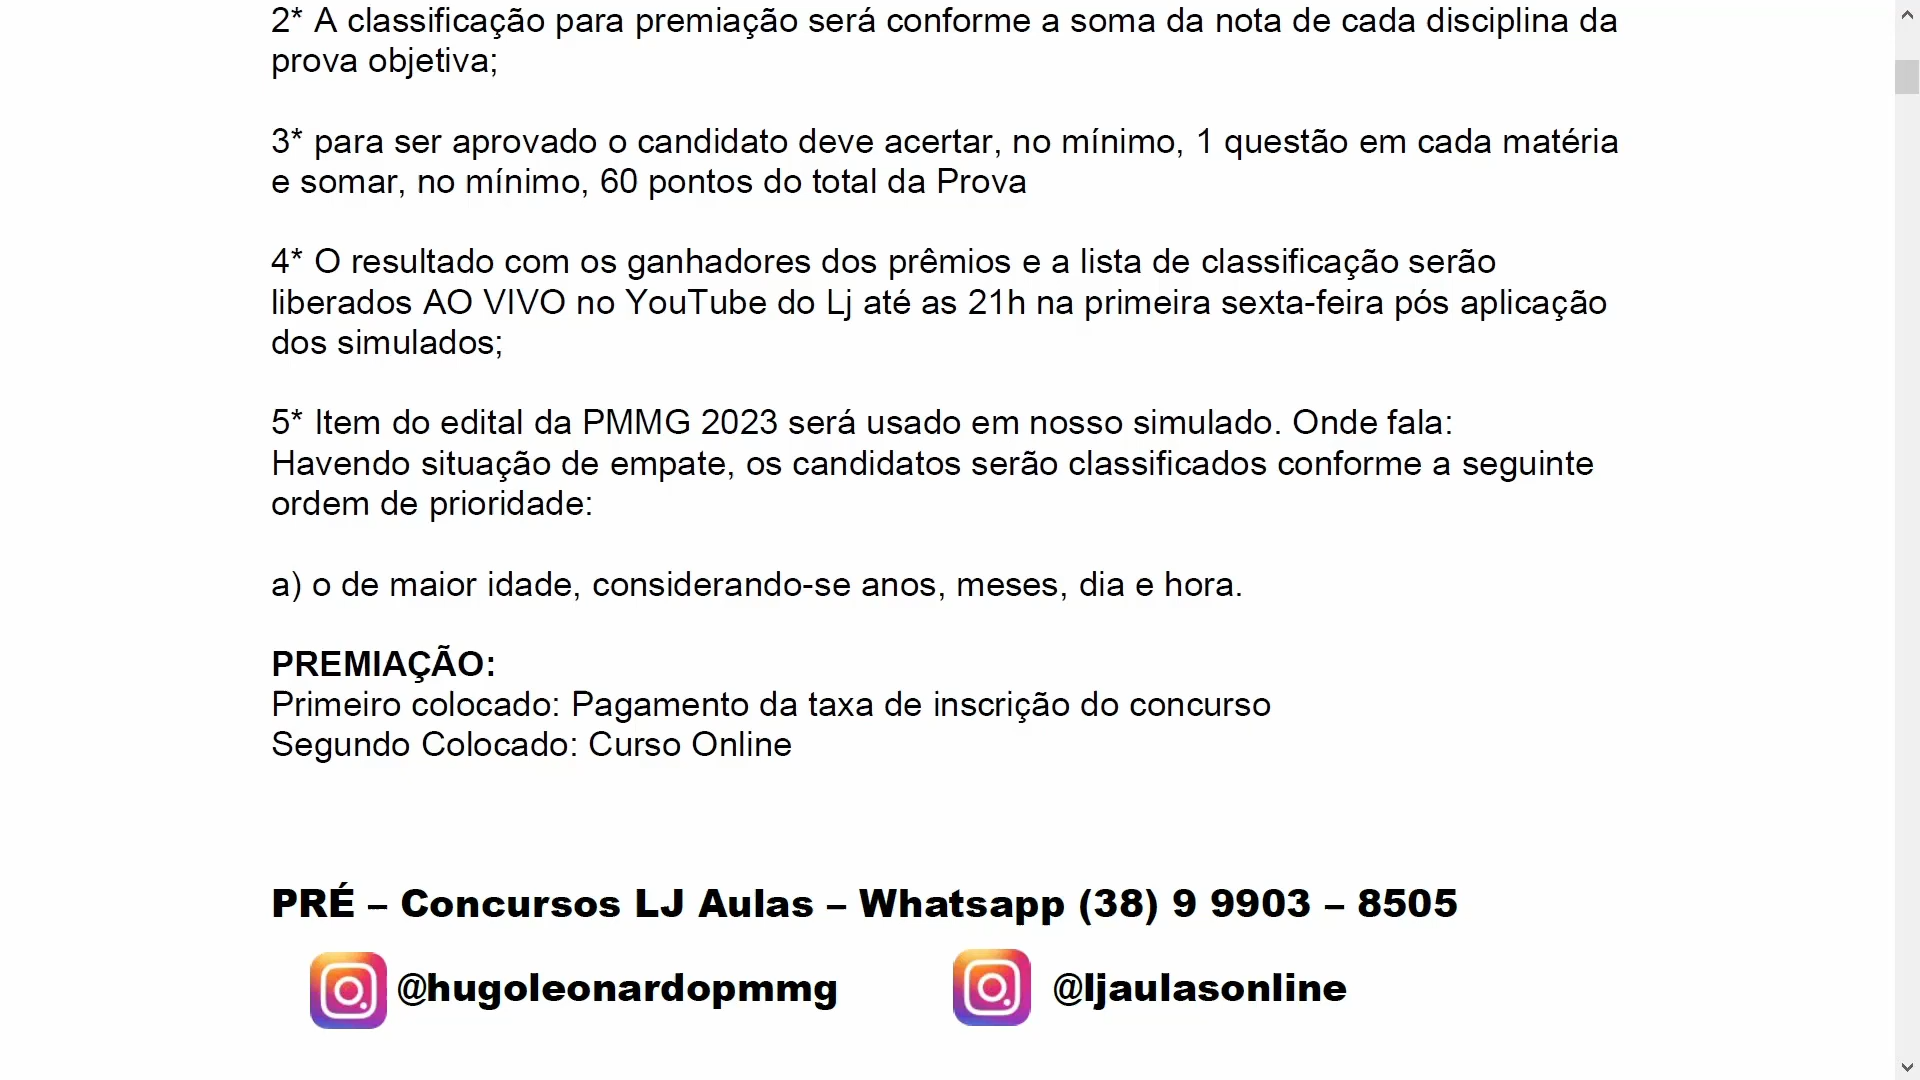 2* A classificação para premiação será conforme a soma da nota de cada disciplina da
prova objetiva;
3* para ser aprovado o candidato deve acertar, no mínimo, 1 questão em cada matéria
e somar, no mínimo, 60 pontos do total da Prova
4* O resultado com os ganhadores dos prêmios e a lista de classificação serão
liberados AO VIVO no YouTube do Lj até as 21h na primeira sexta-feira pós aplicação
dos simulados;
5* Item do edital da PMMG 2023 será usado em nosso simulado. Onde fala:
Havendo situação de empate, os candidatos serão classificados conforme a seguinte
ordem de prioridade:
a) o de maior idade, considerando-se anos, meses, dia e hora.
PREMIAÇÃO:
Primeiro colocado: Pagamento da taxa de inscrição do concurso
Segundo Colocado: Curso Online
PRÉ – Concursos LJ Aulas – Whatsapp (38) 9 9903 – 8505
@hugoleonardopmmg @ljaulasonline